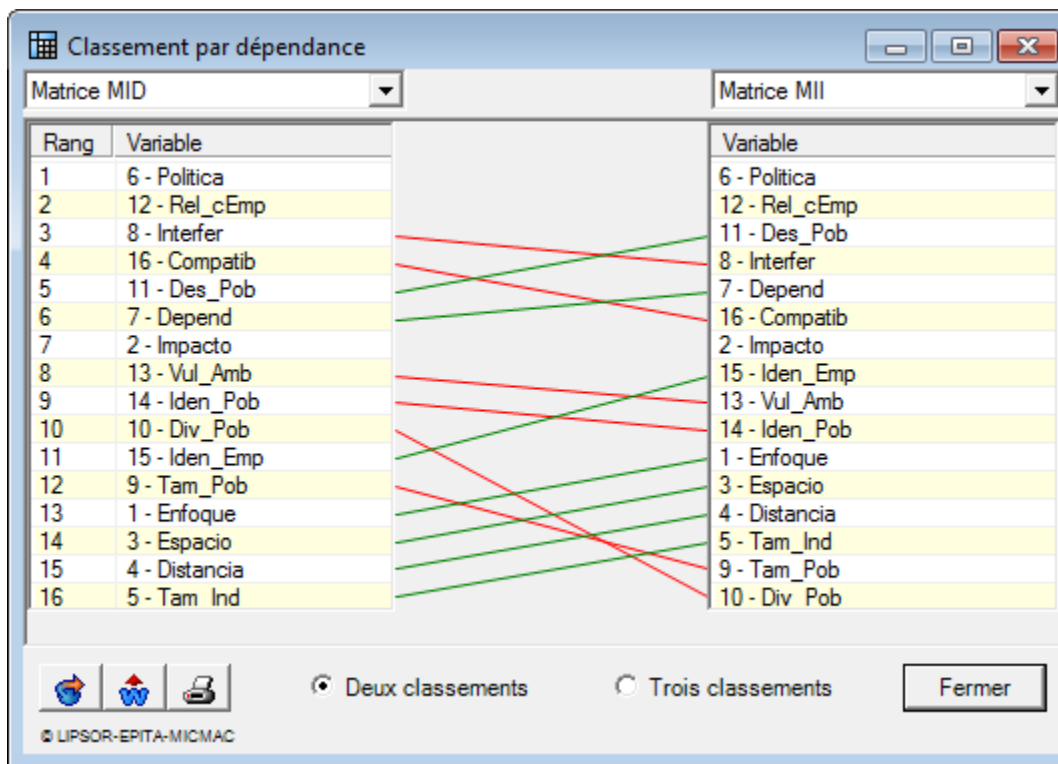 Classement par dépendance
Matrice MID Matrice MII
Rang Variable Variable
1 6 - Politica 6 - Politica
2 12 - Rel_cEmp 12 - Rel_cEmp
3 8 - Interfer 11 - Des_Pob
4 16 - Compatib 8 - Interfer
5 11 - Des_Pob 7 - Depend
6 7 - Depend 16 - Compatib
7 2 - Impacto 2 - Impacto
8 13 - Vul_Amb 15 - Iden_Emp
9 14 - Iden_Pob 13 - Vul_Amb
10 10 - Div_Pob 14 - Iden_Pob
11 15 - Iden_Emp 1 - Enfoque
12 9 - Tam_Pob 3 - Espacio
13 1 - Enfoque 4 - Distancia
14 3 - Espacio 5 - Tam_Ind
15 4 - Distancia 9 - Tam_Pob
16 5 - Tam_Ind 10 - Div_Pob
Deux classements Trois classements Fermer
© LIPSOR-EPITA-MICMAC